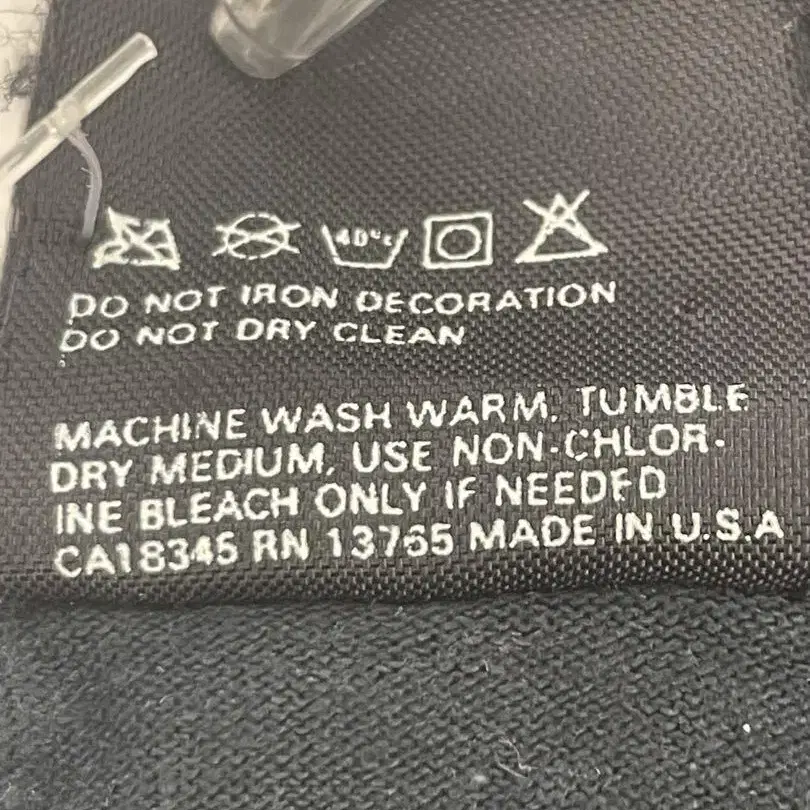 40°c
DO NOT IRON DECORATION
DO NOT DRY CLEAN
MACHINE WASH WARM, TUMBLE
DRY MEDIUM, USE NON-CHLOR-
INE BLEACH ONLY IF NEEDED
CA18345 RN 13765 MADE IN U.S.A